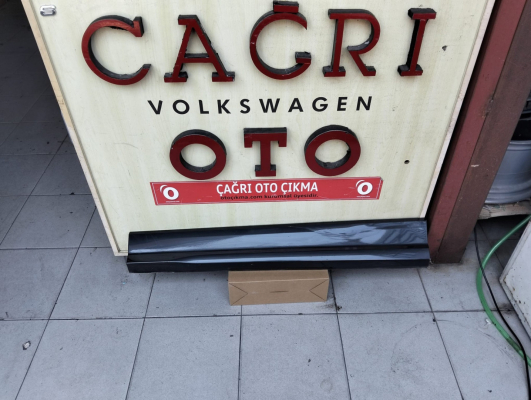 ÇAĞRI
VOLKSWAGEN
OTO
ÇAĞRI OTO ÇIKMA